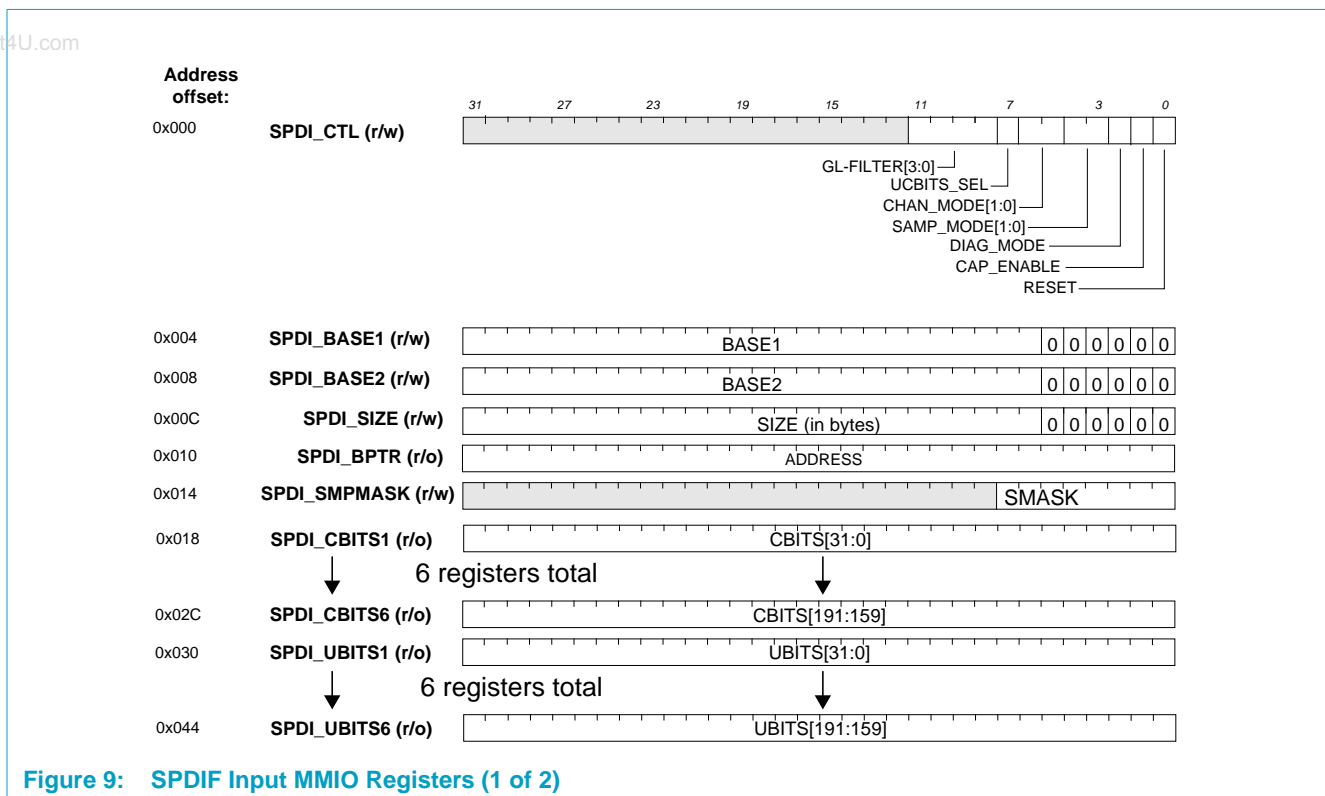 t4U.com
Address
offset:
31 27 23 19 15 11 7 3 0
0x000 SPDI_CTL (r/w)
GL-FILTER[3:0]
UCBITS_SEL
CHAN_MODE[1:0]
SAMP_MODE[1:0]
DIAG_MODE
CAP_ENABLE
RESET
0x004 SPDI_BASE1 (r/w) BASE1 0 0 0 0 0 0
0x008 SPDI_BASE2 (r/w) BASE2 0 0 0 0 0 0
0x00C SPDI_SIZE (r/w) SIZE (in bytes) 0 0 0 0 0 0
0x010 SPDI_BPTR (r/o) ADDRESS
0x014 SPDI_SMPMASK (r/w) SMASK
0x018 SPDI_CBITS1 (r/o) CBITS[31:0]
6 registers total
0x02C SPDI_CBITS6 (r/o) CBITS[191:159]
0x030 SPDI_UBITS1 (r/o) UBITS[31:0]
6 registers total
0x044 SPDI_UBITS6 (r/o) UBITS[191:159]
Figure 9: SPDIF Input MMIO Registers (1 of 2)